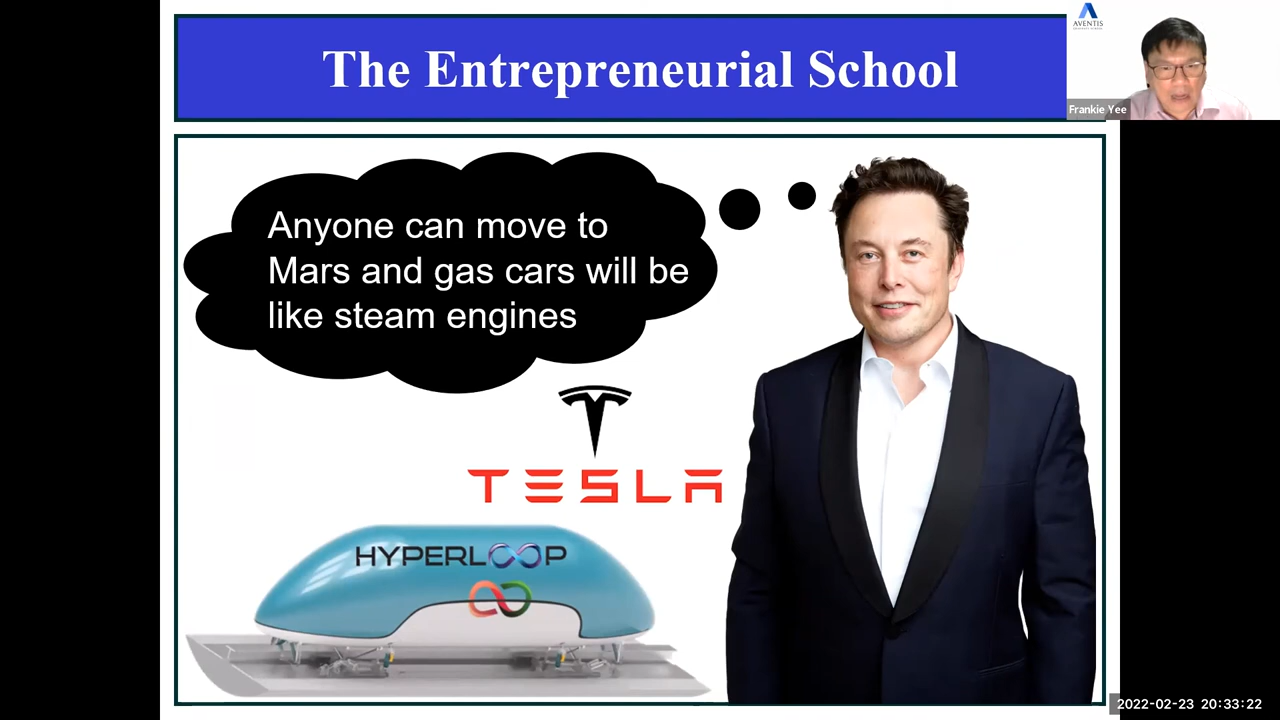 The Entrepreneurial School
AVENTIS
Frankie Yee
Anyone can move to
Mars and gas cars will be
like steam engines
TESLA
HYPERLOOP
2022-02-23 20:33:22